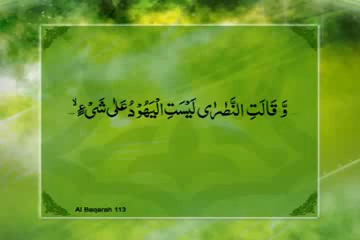 وَّ قَالَتِ النَّصٰرٰی لَیْسَتِ الْیَهُوْدُ عَلٰی شَیْءٍ ۙ
Al Baqarah 113